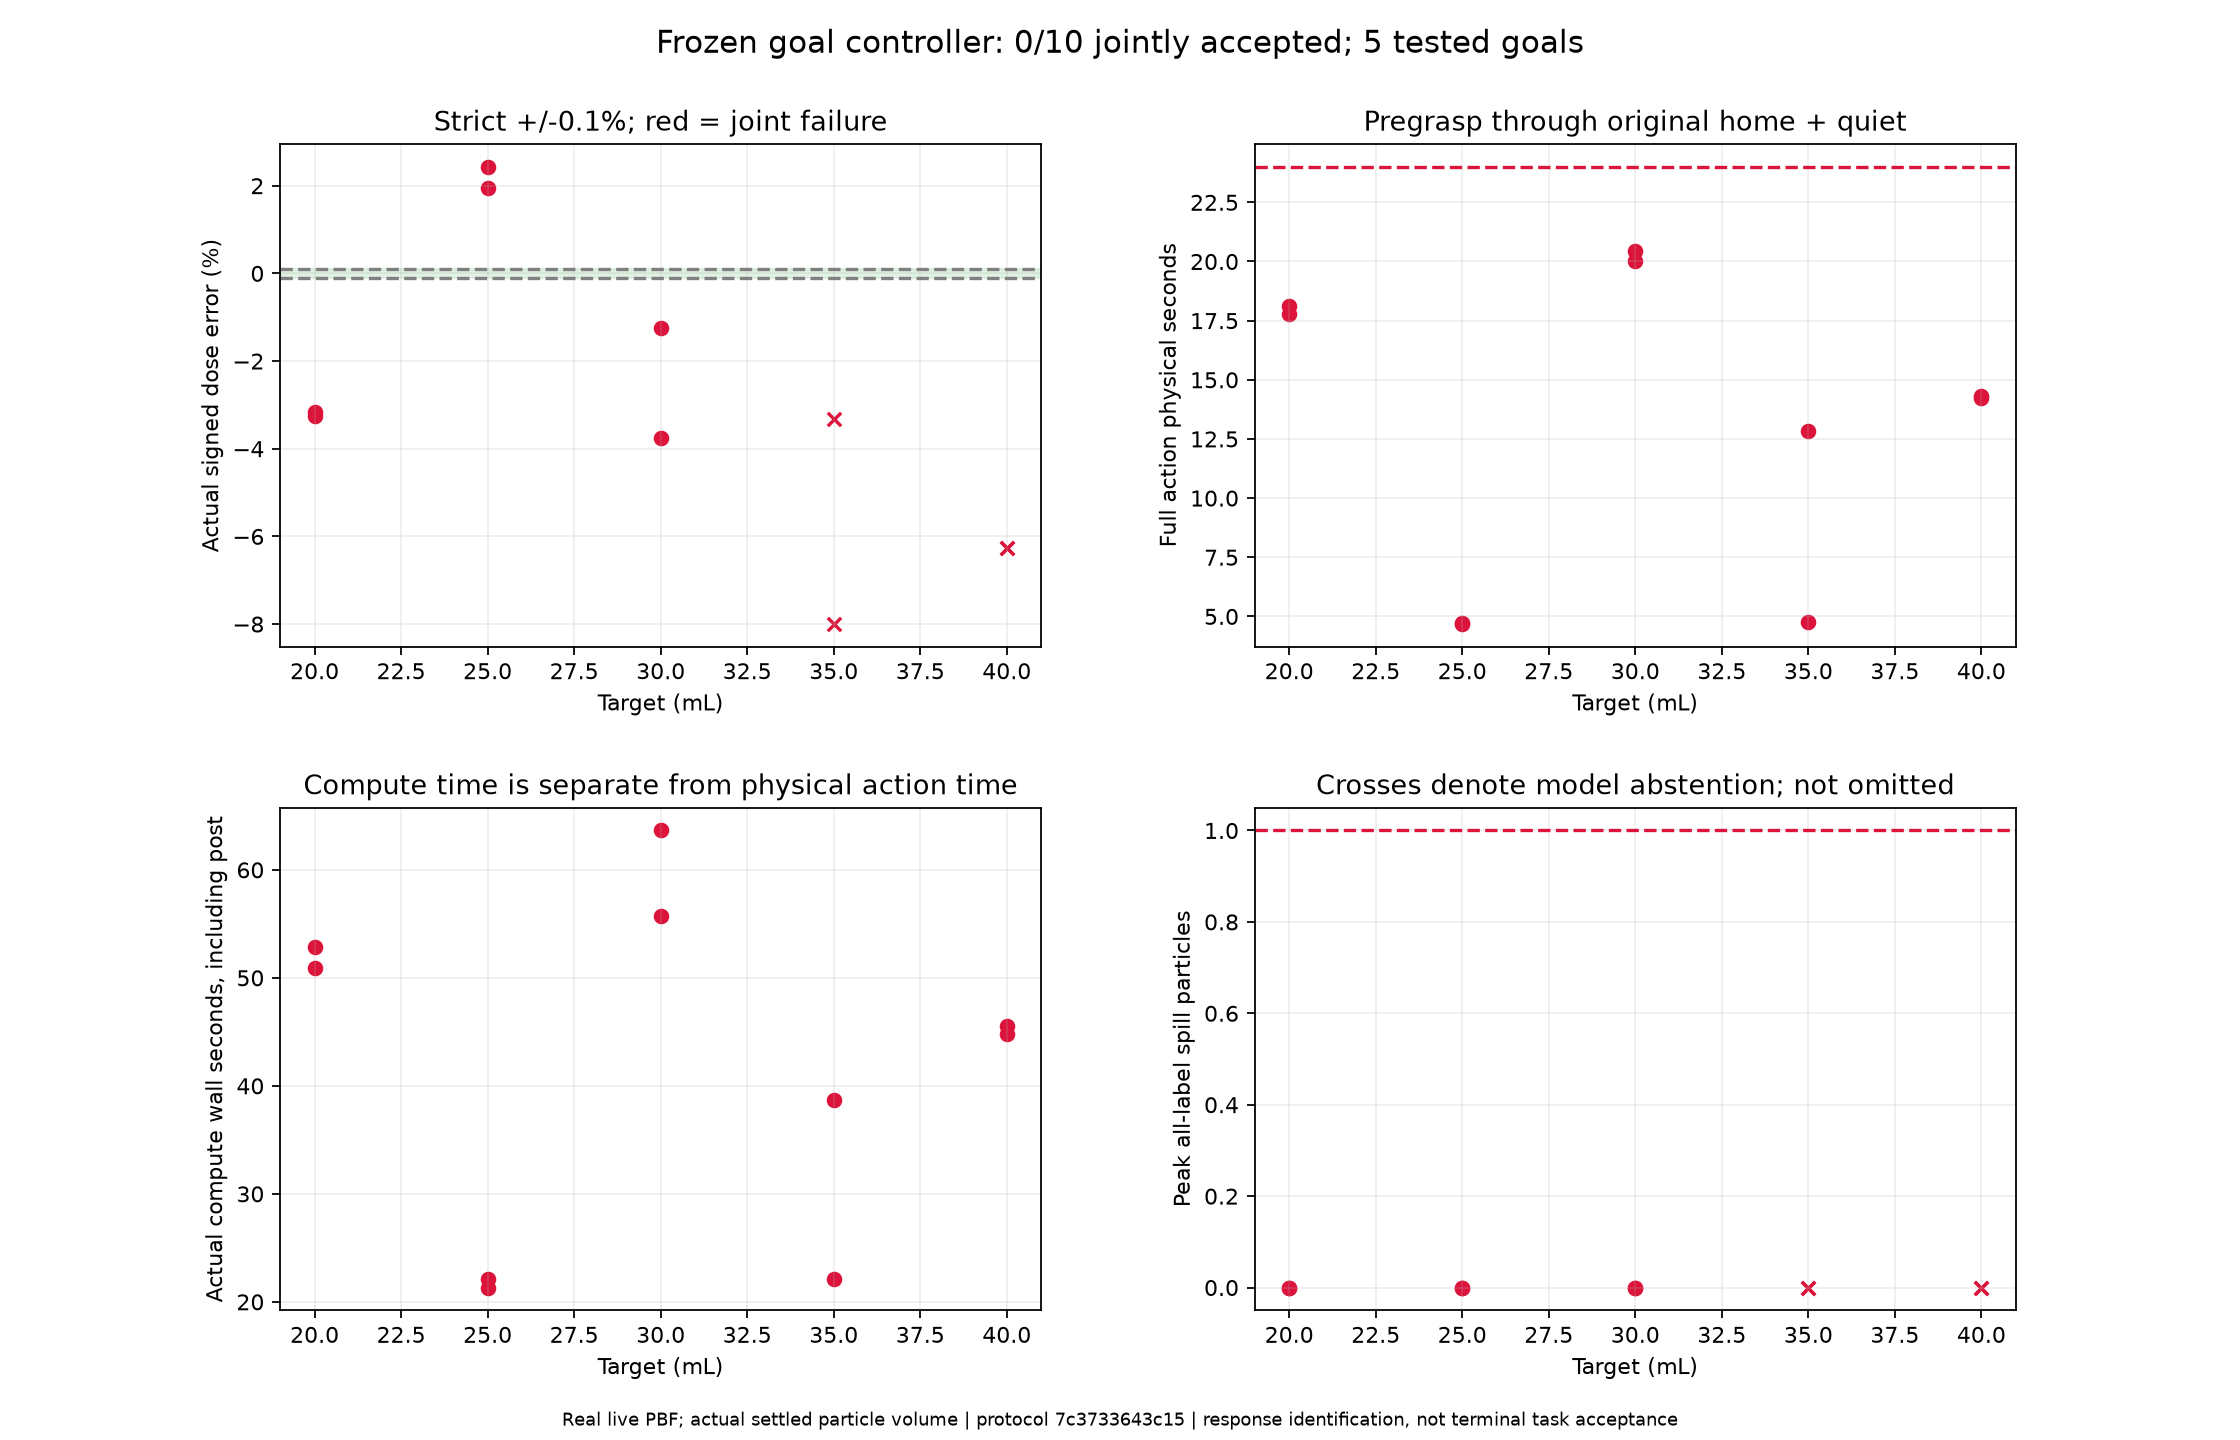 Frozen goal controller: 0/10 jointly accepted; 5 tested goals
Strict +/-0.1%; red = joint failure
Actual signed dose error (%)
2
0
−2
−4
−6
−8
20.0 22.5 25.0 27.5 30.0 32.5 35.0 37.5 40.0
Target (mL)
Pregrasp through original home + quiet
Full action physical seconds
22.5
20.0
17.5
15.0
12.5
10.0
7.5
5.0
20.0 22.5 25.0 27.5 30.0 32.5 35.0 37.5 40.0
Target (mL)
Compute time is separate from physical action time
Actual compute wall seconds, including post
60
50
40
30
20
20.0 22.5 25.0 27.5 30.0 32.5 35.0 37.5 40.0
Target (mL)
Crosses denote model abstention; not omitted
Peak all-label spill particles
1.0
0.8
0.6
0.4
0.2
0.0
20.0 22.5 25.0 27.5 30.0 32.5 35.0 37.5 40.0
Target (mL)
Real live PBF; actual settled particle volume | protocol 7c3733643c15 | response identification, not terminal task acceptance